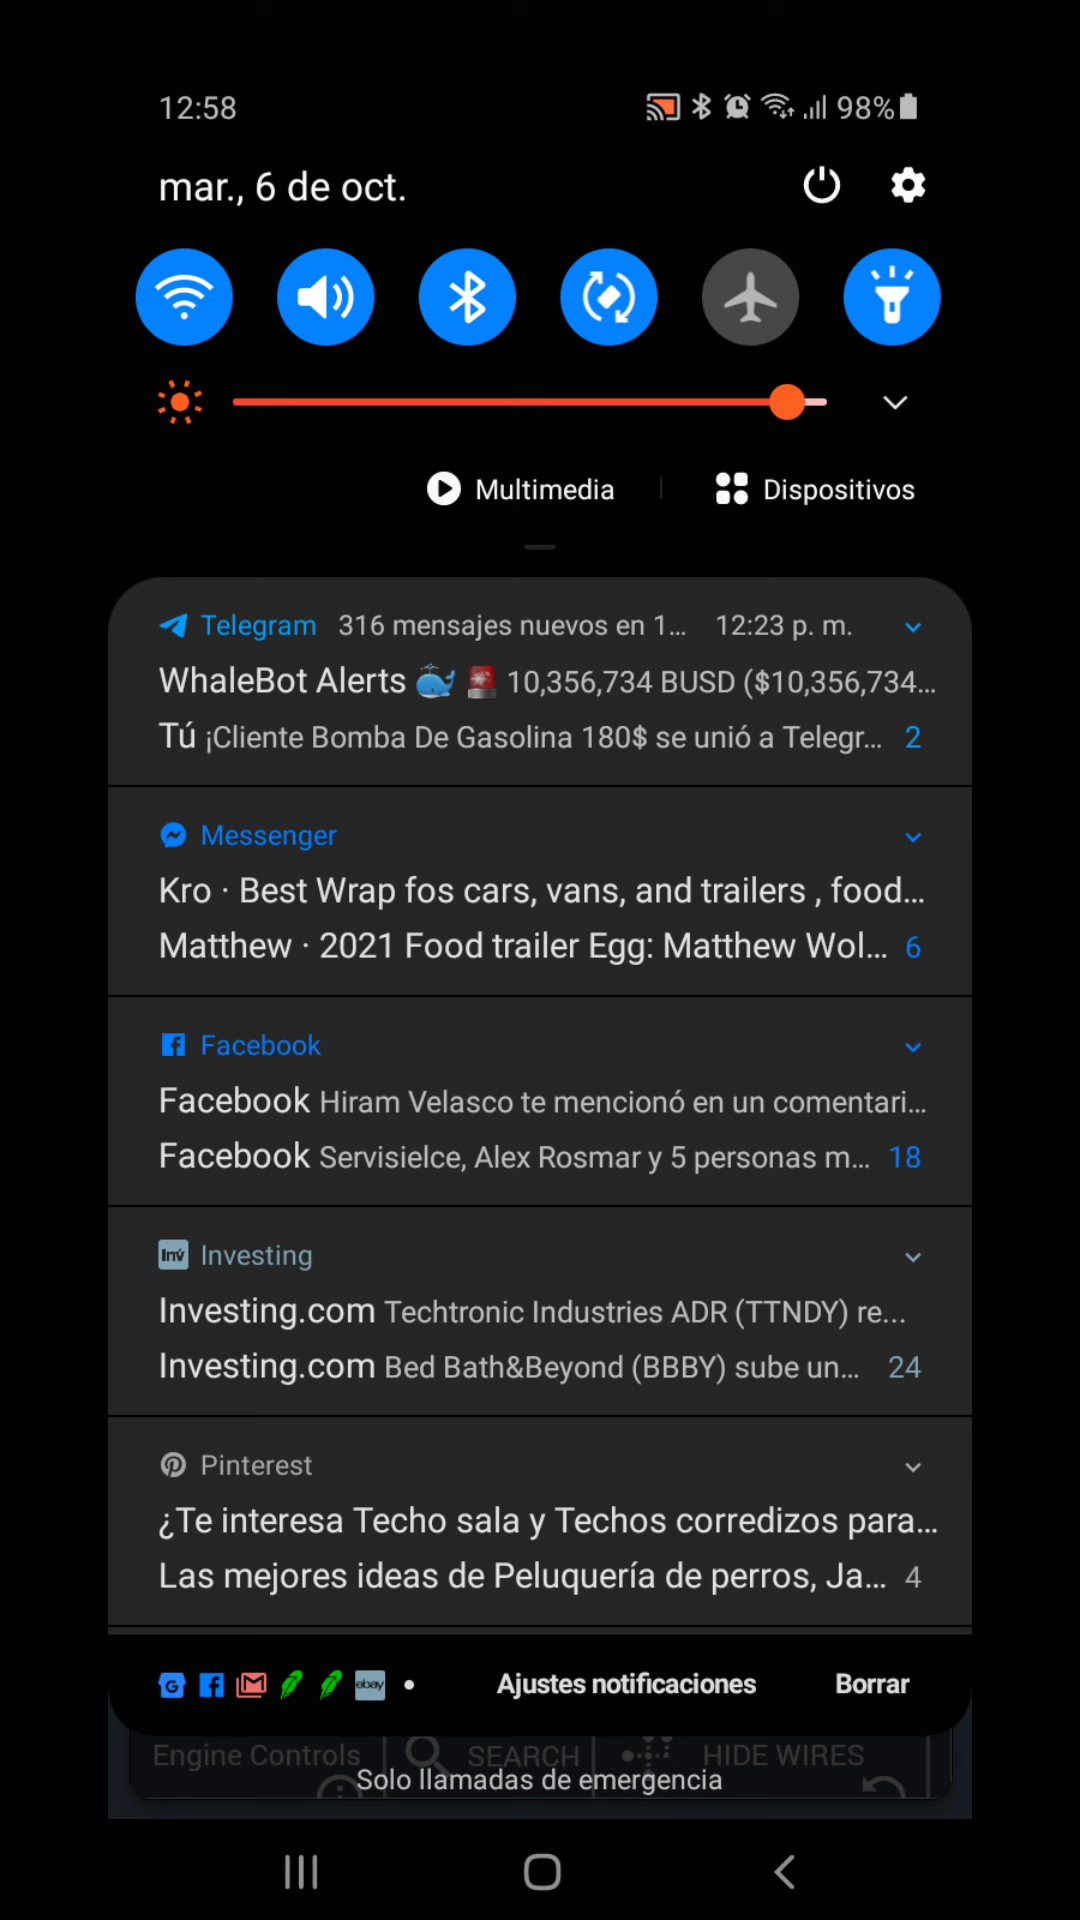 12:58 98%
mar., 6 de oct.
Multimedia Dispositivos
Telegram 316 mensajes nuevos en 1... 12:23 p. m.
WhaleBot Alerts 🐳 🚨 10,356,734 BUSD ($10,356,734...
Tú ¡Cliente Bomba De Gasolina 180$ se unió a Telegr... 2
Messenger
Kro · Best Wrap fos cars, vans, and trailers , food...
Matthew · 2021 Food trailer Egg: Matthew Wol... 6
Facebook
Facebook Hiram Velasco te mencionó en un comentari...
Facebook Servisielce, Alex Rosmar y 5 personas m... 18
Inv Investing
Investing.com Techtronic Industries ADR (TTNDY) re...
Investing.com Bed Bath&Beyond (BBBY) sube un... 24
Pinterest
¿Te interesa Techo sala y Techos corredizos para...
Las mejores ideas de Peluquería de perros, Ja... 4
ebay Ajustes notificaciones Borrar
Engine Controls SEARCH HIDE WIRES
Solo llamadas de emergencia